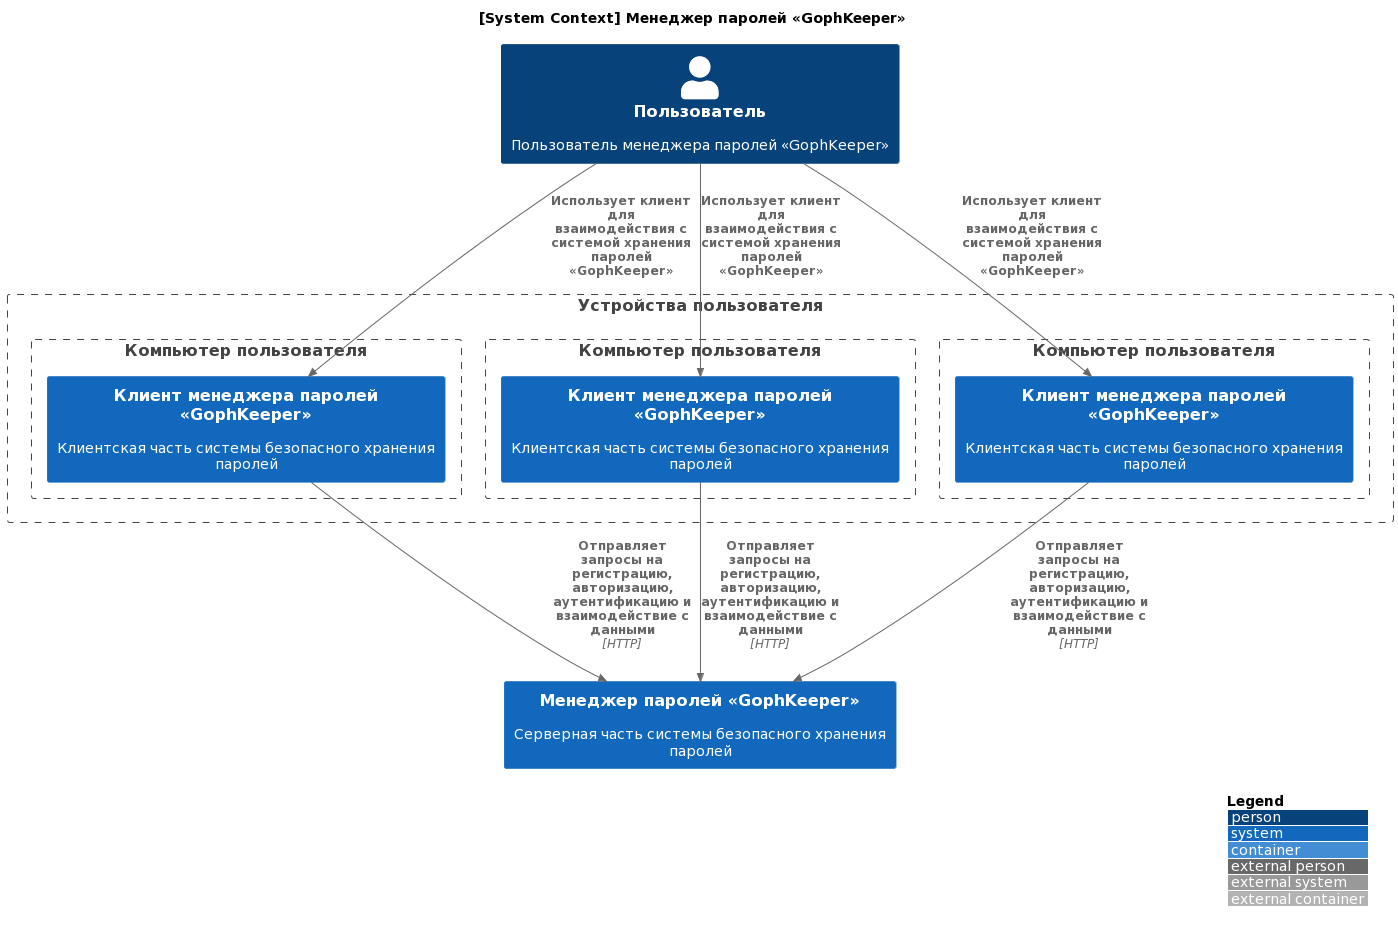 [System Context] Менеджер паролей «GophKeeper»
Пользователь
Пользователь менеджера паролей «GophKeeper»
Использует клиент
для
взаимодействия с
системой хранения
паролей
«GophKeeper»
Использует клиент
для
взаимодействия с
системой хранения
паролей
«GophKeeper»
Использует клиент
для
взаимодействия с
системой хранения
паролей
«GophKeeper»
Устройства пользователя
Компьютер пользователя
Клиент менеджера паролей
«GophKeeper»
Клиентская часть системы безопасного хранения
паролей
Компьютер пользователя
Клиент менеджера паролей
«GophKeeper»
Клиентская часть системы безопасного хранения
паролей
Компьютер пользователя
Клиент менеджера паролей
«GophKeeper»
Клиентская часть системы безопасного хранения
паролей
Отправляет
запросы на
регистрацию,
авторизацию,
аутентификацию и
взаимодействие с
данными
[HTTP]
Отправляет
запросы на
регистрацию,
авторизацию,
аутентификацию и
взаимодействие с
данными
[HTTP]
Отправляет
запросы на
регистрацию,
авторизацию,
аутентификацию и
взаимодействие с
данными
[HTTP]
Менеджер паролей «GophKeeper»
Серверная часть системы безопасного хранения
паролей
Legend
person
system
container
external person
external system
external container